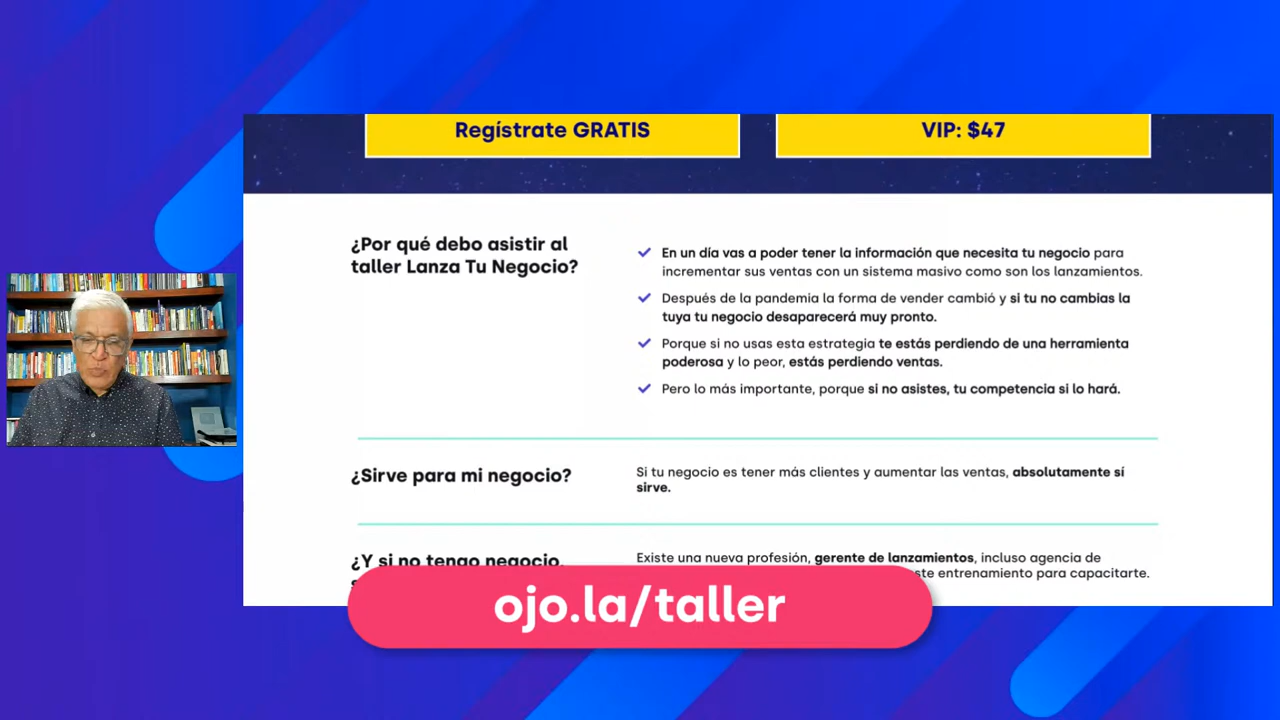 Regístrate GRATIS
VIP: $47
¿Por qué debo asistir al
taller Lanza Tu Negocio?
En un día vas a poder tener la información que necesita tu negocio para
incrementar sus ventas con un sistema masivo como son los lanzamientos.
Después de la pandemia la forma de vender cambió y si tu no cambias la
tuya tu negocio desaparecerá muy pronto.
Porque si no usas esta estrategia te estás perdiendo de una herramienta
poderosa y lo peor, estás perdiendo ventas.
Pero lo más importante, porque si no asistes, tu competencia si lo hará.
¿Sirve para mi negocio?
Si tu negocio es tener más clientes y aumentar las ventas, absolutamente sí
sirve.
¿Y si no tengo negocio,
Existe una nueva profesión, gerente de lanzamientos, incluso agencia de
entrenamiento para capacitarte.
ojo.la/taller